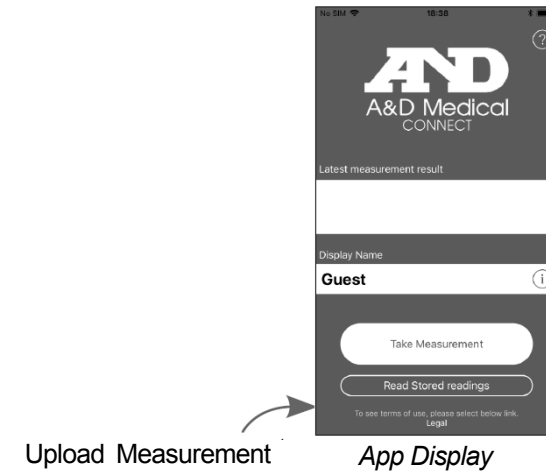 No SIM 18:38
?
AND
A&D Medical
CONNECT
Latest measurement result
Display Name
Guest i
Take Measurement
Read Stored readings
To see terms of use, please select below link.
Legal
Upload Measurement
App Display